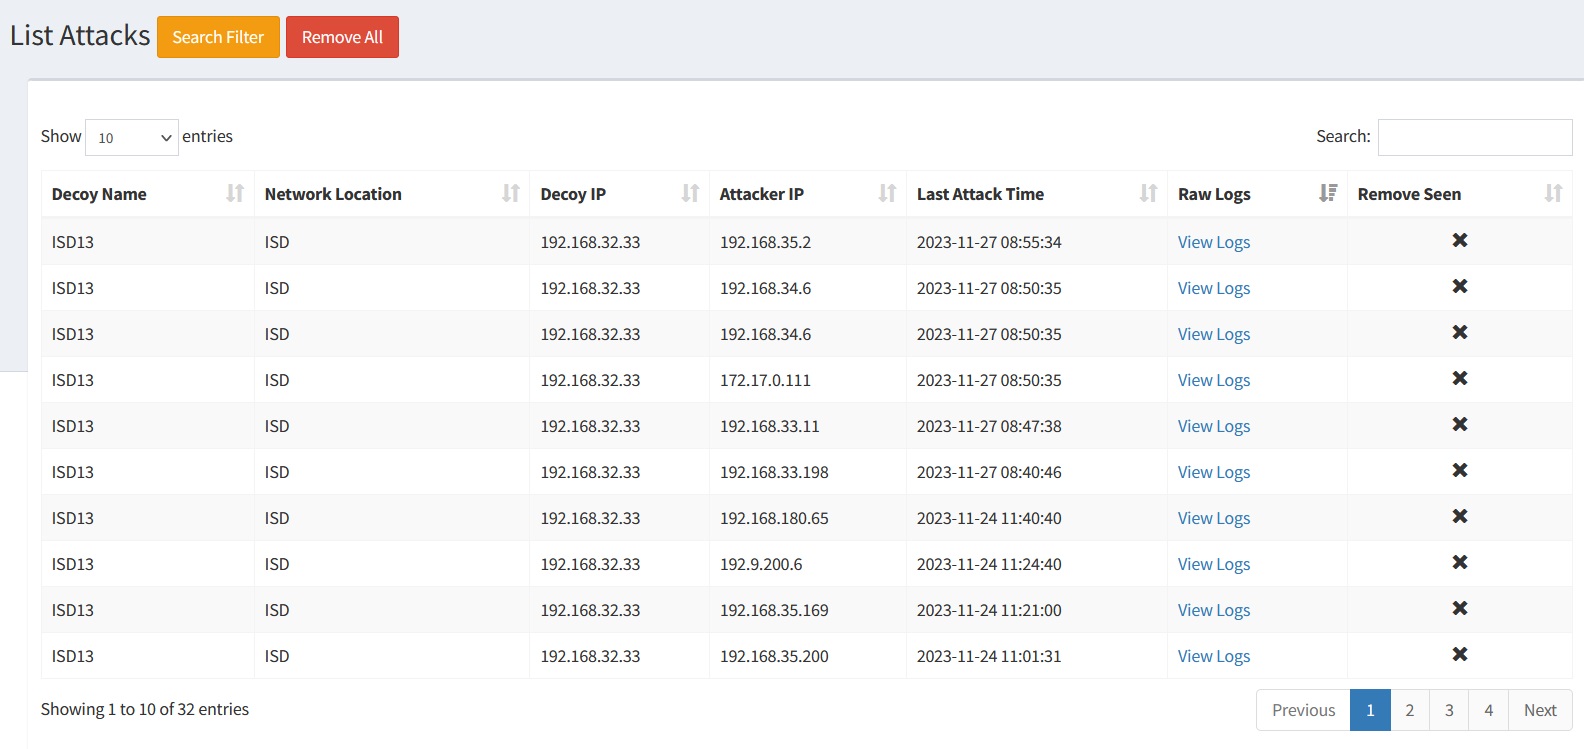 List Attacks Search Filter Remove All
Show 10 entries Search:
Decoy Name Network Location Decoy IP Attacker IP Last Attack Time Raw Logs Remove Seen
ISD13 ISD 192.168.32.33 192.168.35.2 2023-11-27 08:55:34 View Logs
ISD13 ISD 192.168.32.33 192.168.34.6 2023-11-27 08:50:35 View Logs
ISD13 ISD 192.168.32.33 192.168.34.6 2023-11-27 08:50:35 View Logs
ISD13 ISD 192.168.32.33 172.17.0.111 2023-11-27 08:50:35 View Logs
ISD13 ISD 192.168.32.33 192.168.33.11 2023-11-27 08:47:38 View Logs
ISD13 ISD 192.168.32.33 192.168.33.198 2023-11-27 08:40:46 View Logs
ISD13 ISD 192.168.32.33 192.168.180.65 2023-11-24 11:40:40 View Logs
ISD13 ISD 192.168.32.33 192.9.200.6 2023-11-24 11:24:40 View Logs
ISD13 ISD 192.168.32.33 192.168.35.169 2023-11-24 11:21:00 View Logs
ISD13 ISD 192.168.32.33 192.168.35.200 2023-11-24 11:01:31 View Logs
Showing 1 to 10 of 32 entries Previous 1 2 3 4 Next